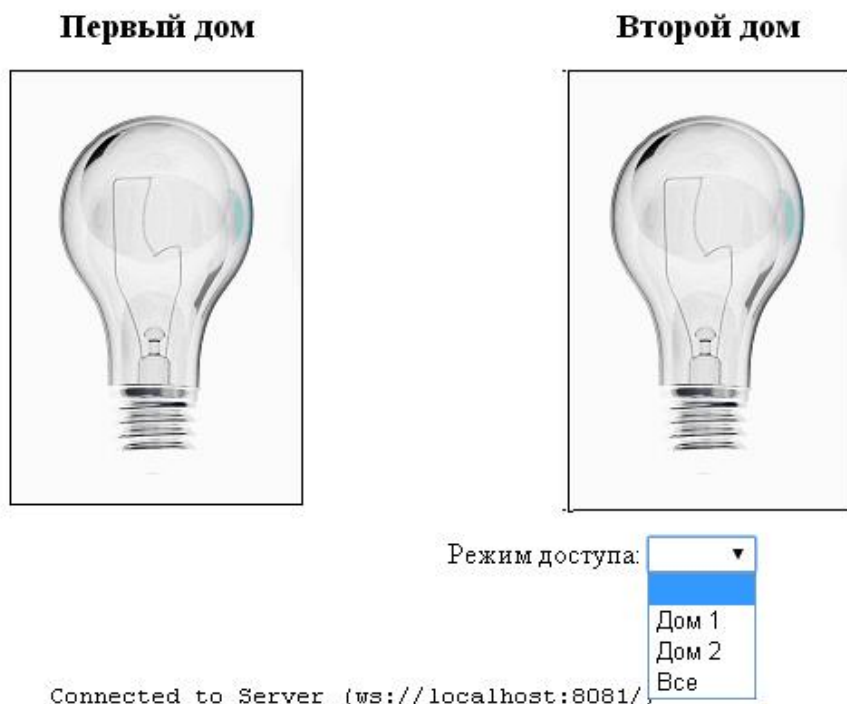 Первый дом
Второй дом
Режим доступа:
Дом 1
Дом 2
Все
Connected to Server (ws://localhost:8081/